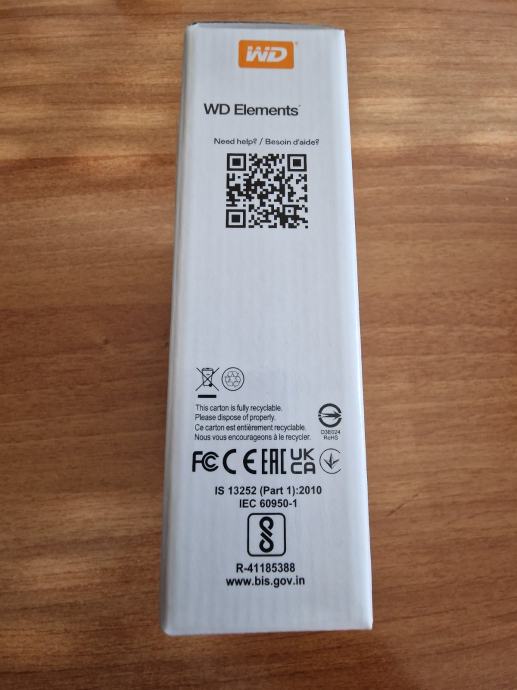 WD
WD Elements
Need help? / Besoin d'aide?
This carton is fully recyclable.
Please dispose of properly.
Ce carton est entièrement recyclable.
Nous vous encourageons à le recycler.
D3E024
RoHS
FC CE EAC UKCA
IS 13252 (Part 1):2010
IEC 60950-1
R-41185388
www.bis.gov.in